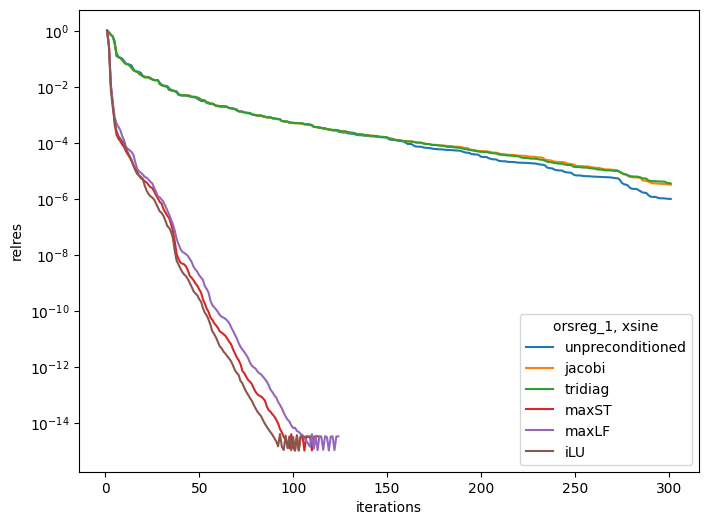 10^0
10^-2
10^-4
10^-6
10^-8
10^-10
10^-12
10^-14
relres
0 50 100 150 200 250 300
iterations
orsreg_1, xsine
unpreconditioned
jacobi
tridiag
maxST
maxLF
iLU